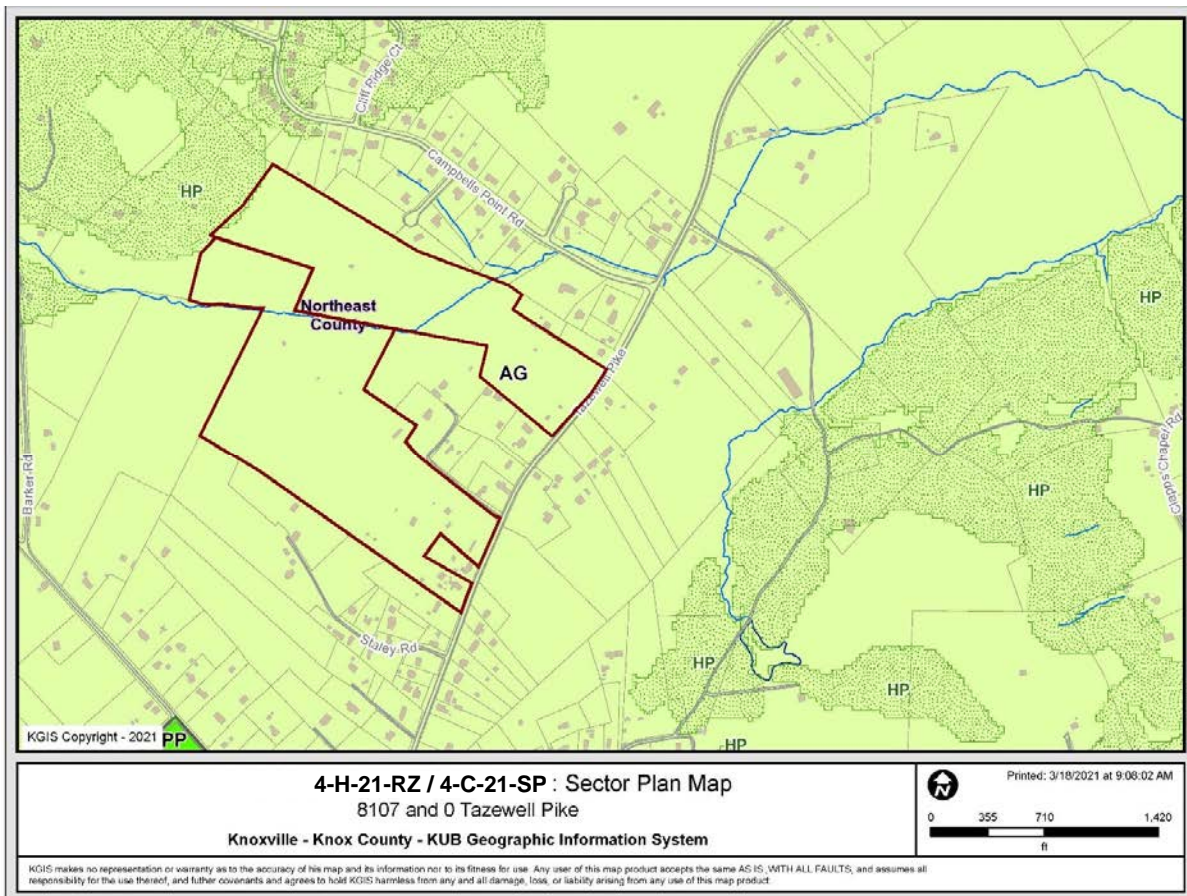 Cliff Ridge Ct
Campbells Point Rd
HP
Northeast
County
AG
Tazewell Pike
HP
HP
Clapps Chapel Rd
Barker Rd
Staley Rd
HP
HP
HP
KGIS Copyright - 2021
PP
4-H-21-RZ / 4-C-21-SP : Sector Plan Map
8107 and 0 Tazewell Pike
Knoxville - Knox County - KUB Geographic Information System
N
Printed: 3/18/2021 at 9:08:02 AM
0 355 710 1,420
ft
KGIS makes no representation or warranty as to the accuracy of his map and its information nor to its fitness for use. Any user of this map product accepts the same AS IS ,WITH ALL FAULTS, and assumes all
responsibility for the use thereof, and futher covenants and agrees to hold KGIS harmless from any and all damage, loss, or liability arising from any use of this map product.